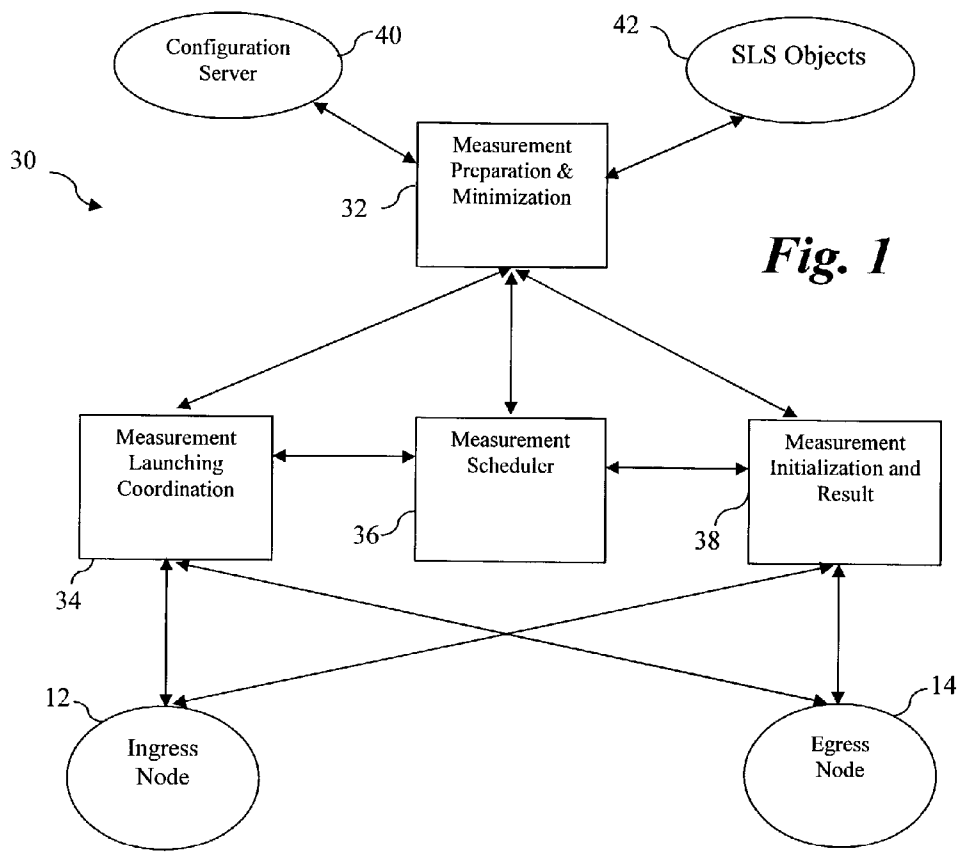 Configuration
Server
40
42
SLS Objects
30
Measurement
Preparation &
Minimization
32
Fig. 1
Measurement
Launching
Coordination
34
Measurement
Scheduler
36
Measurement
Initialization and
Result
38
12
Ingress
Node
14
Egress
Node